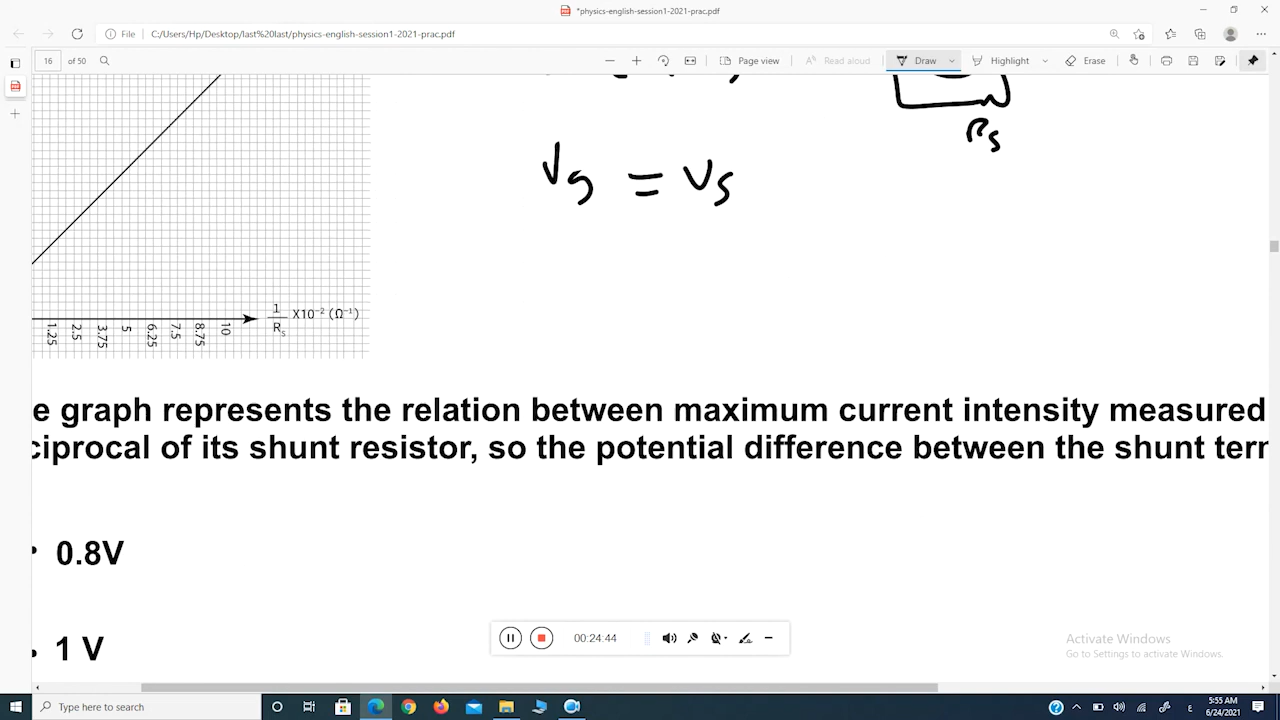 *physics-english-session1-2021-prac.pdf
File C:/Users/Hp/Desktop/last%20last/physics-english-session1-2021-prac.pdf
16 of 50 Page view Read aloud Draw Highlight Erase
Rs
Vg = Vs
1/Rs X10⁻² (Ω⁻¹)
1.25 2.5 3.75 5 6.25 7.5 8.75 10
e graph represents the relation between maximum current intensity measured
ciprocal of its shunt resistor, so the potential difference between the shunt
• 0.8V
• 1 V
00:24:44
Activate Windows
Go to Settings to activate Windows.
Type here to search
5:55 AM
6/24/2021